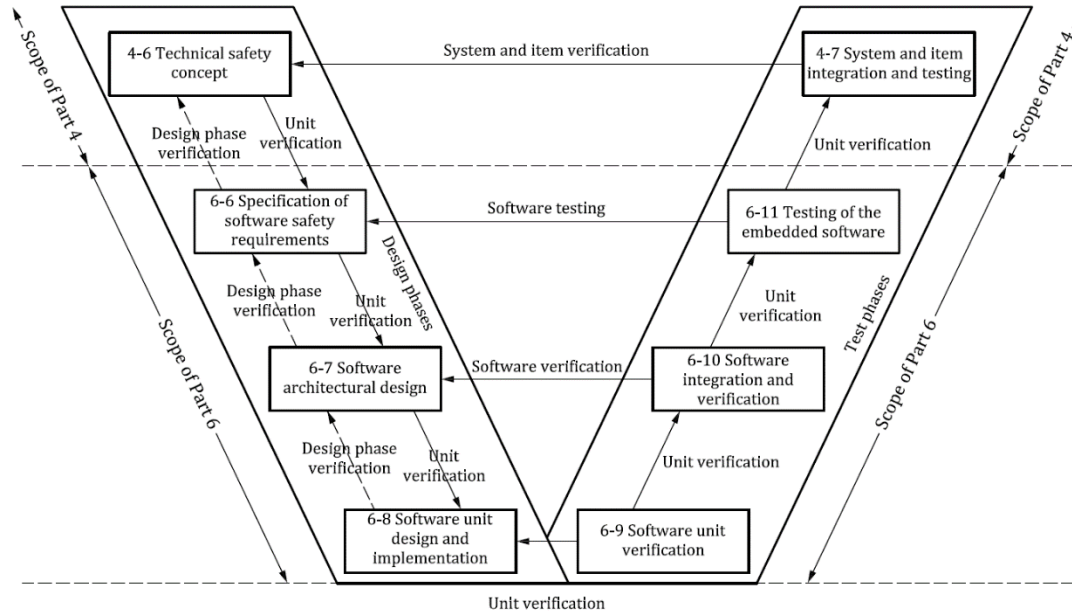 4-6 Technical safety
concept
System and item verification
4-7 System and item
integration and testing
Scope of Part 4
Scope of Part 4
Design phase
verification
Unit
verification
Unit verification
6-6 Specification of
software safety
requirements
Software testing
6-11 Testing of the
embedded software
Design phases
Test phases
Design phase
verification
Unit
verification
Unit
verification
Scope of Part 6
Scope of Part 6
6-7 Software
architectural design
Software verification
6-10 Software
integration and
verification
Design phase
verification
Unit
verification
Unit verification
6-8 Software unit
design and
implementation
6-9 Software unit
verification
Unit verification